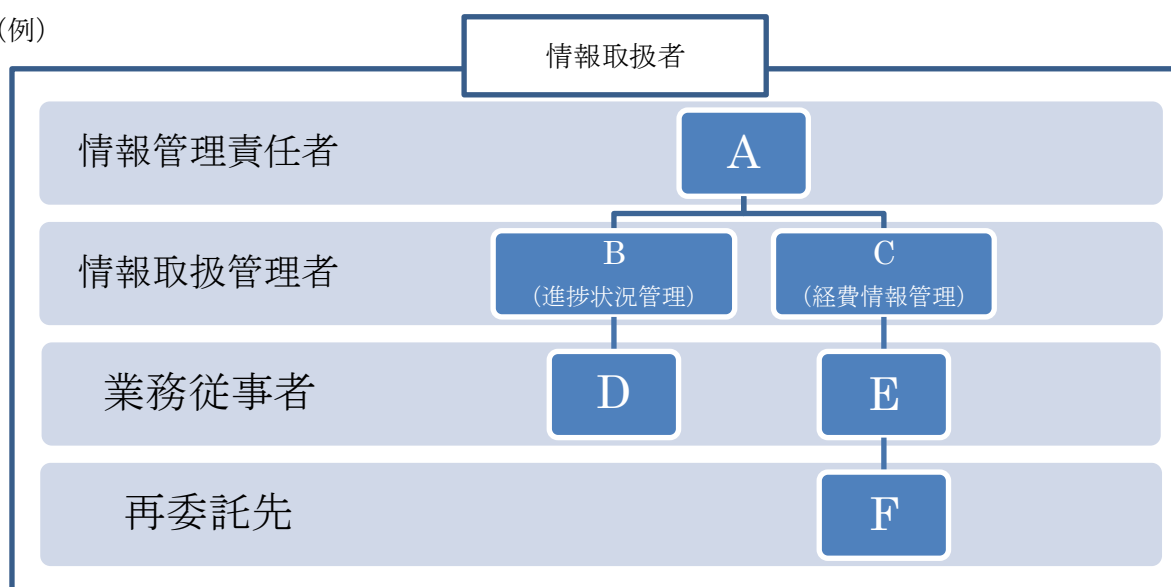 (例)
情報取扱者
情報管理責任者
A
情報取扱管理者
B
(進捗状況管理)
C
(経費情報管理)
業務従事者
D
E
再委託先
F